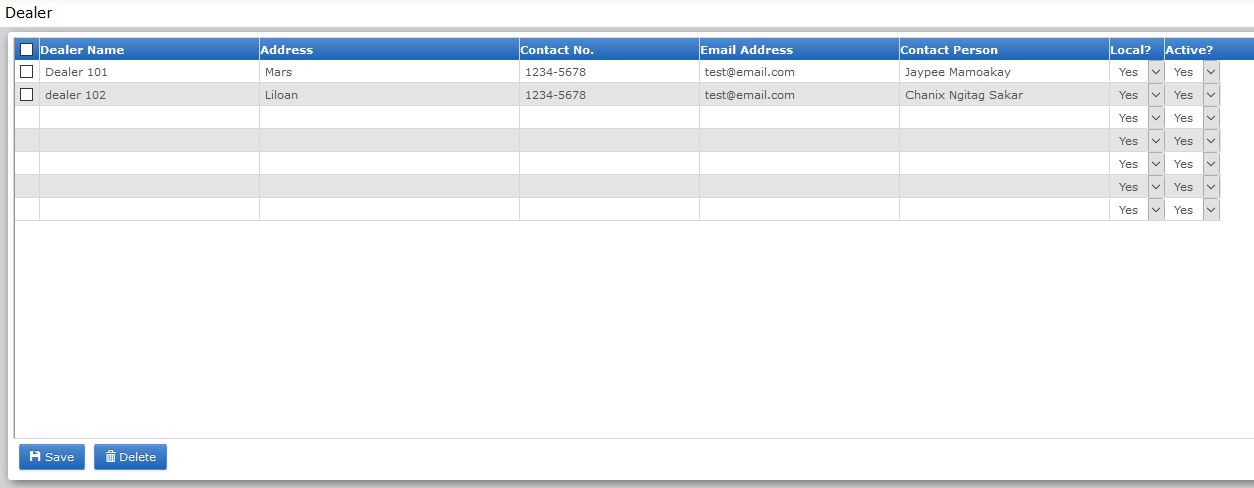 Dealer
Dealer Name Address Contact No. Email Address Contact Person Local? Active?
Dealer 101 Mars 1234-5678 test@email.com Jaypee Mamoakay Yes Yes
dealer 102 Liloan 1234-5678 test@email.com Chanix Ngitag Sakar Yes Yes
Yes Yes
Yes Yes
Yes Yes
Yes Yes
Yes Yes
Save Delete